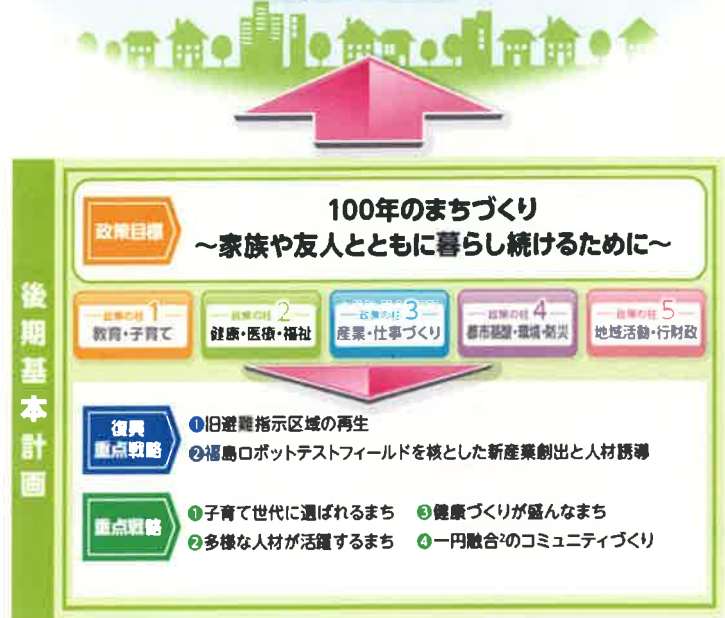 後期基本計画
政策目標
100年のまちづくり
～家族や友人とともに暮らし続けるために～
政策の柱 1
教育・子育て
政策の柱 2
健康・医療・福祉
政策の柱 3
産業・仕事づくり
政策の柱 4
都市基盤・環境・防災
政策の柱 5
地域活動・行財政
復興
重点戦略
❶旧避難指示区域の再生
❷福島ロボットテストフィールドを核とした新産業創出と人材誘導
重点戦略
❶子育て世代に選ばれるまち
❷多様な人材が活躍するまち
❸健康づくりが盛んなまち
❹一円融合²のコミュニティづくり